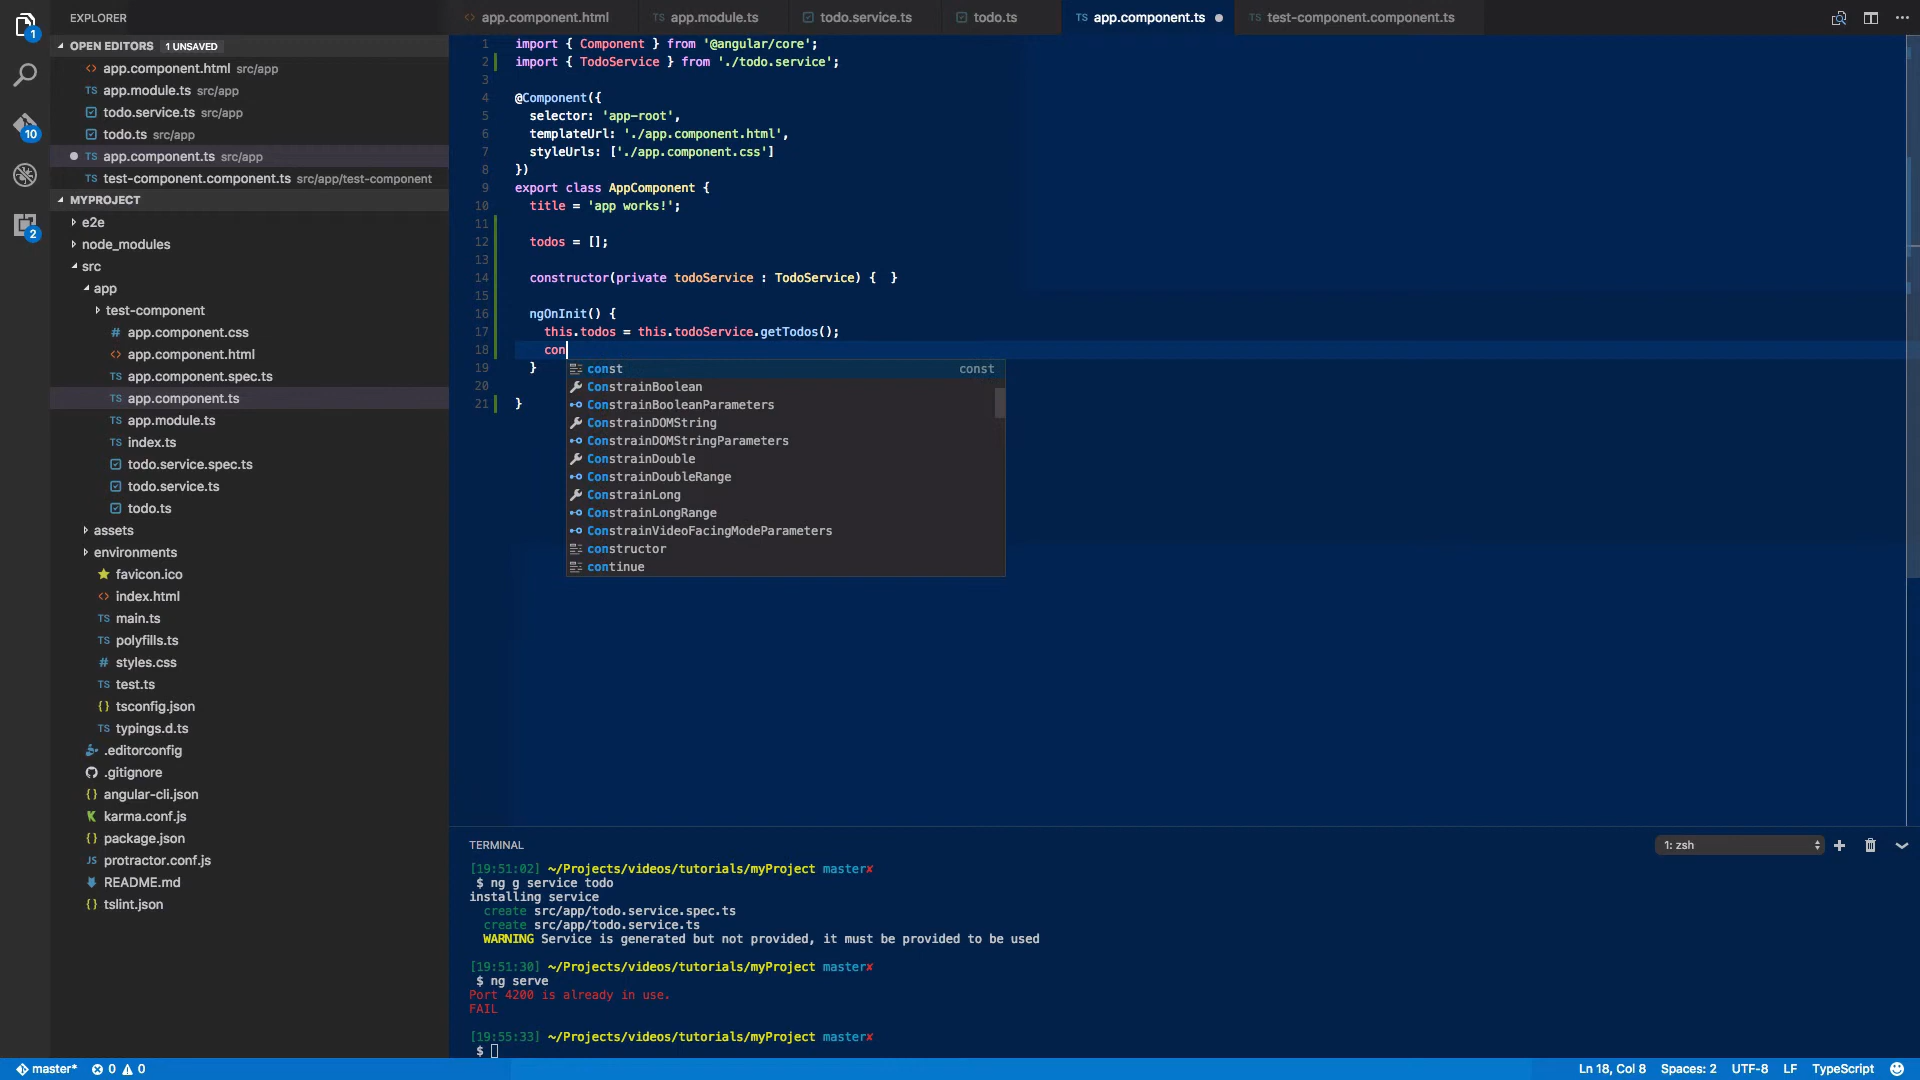 EXPLORER
OPEN EDITORS 1 UNSAVED
app.component.html src/app
app.module.ts src/app
todo.service.ts src/app
todo.ts src/app
app.component.ts src/app
test-component.component.ts src/app/test-component
MYPROJECT
e2e
node_modules
src
app
test-component
app.component.css
app.component.html
app.component.spec.ts
app.component.ts
app.module.ts
index.ts
todo.service.spec.ts
todo.service.ts
todo.ts
assets
environments
favicon.ico
index.html
main.ts
polyfills.ts
styles.css
test.ts
tsconfig.json
typings.d.ts
.editorconfig
.gitignore
angular-cli.json
karma.conf.js
package.json
protractor.conf.js
README.md
tslint.json
1
10
2
app.component.html app.module.ts todo.service.ts todo.ts app.component.ts test-component.component.ts
1 import { Component } from '@angular/core';
2 import { TodoService } from './todo.service';
3
4 @Component({
5 selector: 'app-root',
6 templateUrl: './app.component.html',
7 styleUrls: ['./app.component.css']
8 })
9 export class AppComponent {
10 title = 'app works!';
11
12 todos = [];
13
14 constructor(private todoService : TodoService) {  }
15
16 ngOnInit() {
17 this.todos = this.todoService.getTodos();
18 con
19 }
20
21 }
const const
ConstrainBoolean
ConstrainBooleanParameters
ConstrainDOMString
ConstrainDOMStringParameters
ConstrainDouble
ConstrainDoubleRange
ConstrainLong
ConstrainLongRange
ConstrainVideoFacingModeParameters
constructor
continue
TERMINAL 1: zsh
[19:51:02] ~/Projects/videos/tutorials/myProject master✘
$ ng g service todo
installing service
create src/app/todo.service.spec.ts
create src/app/todo.service.ts
WARNING Service is generated but not provided, it must be provided to be used
[19:51:30] ~/Projects/videos/tutorials/myProject master✘
$ ng serve
Port 4200 is already in use.
FAIL
[19:55:33] ~/Projects/videos/tutorials/myProject master✘
$
master* 0 0 Ln 18, Col 8 Spaces: 2 UTF-8 LF TypeScript